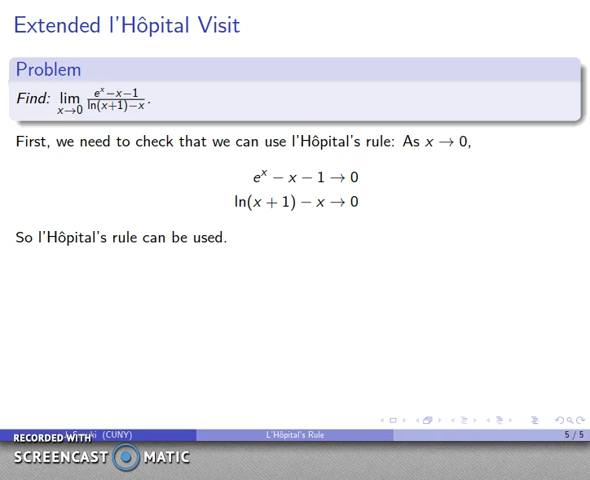 Extended l'Hôpital Visit
Problem
Find: lim x→0 e^x−x−1 / ln(x+1)−x .
First, we need to check that we can use l'Hôpital's rule: As x → 0,
e^x − x − 1 → 0
ln(x + 1) − x → 0
So l'Hôpital's rule can be used.
(CUNY) L'Hôpital's Rule 5 / 5
RECORDED WITH
SCREENCAST MATIC